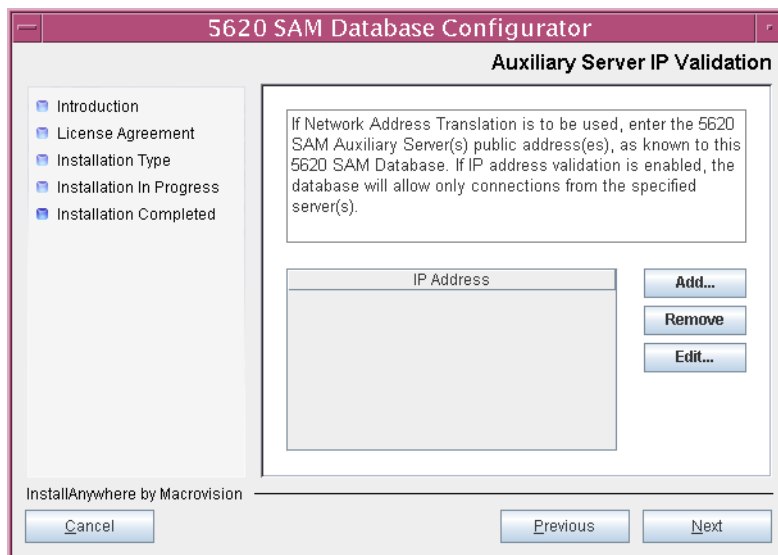 5620 SAM Database Configurator
Auxiliary Server IP Validation
Introduction
License Agreement
Installation Type
Installation In Progress
Installation Completed
If Network Address Translation is to be used, enter the 5620
SAM Auxiliary Server(s) public address(es), as known to this
5620 SAM Database. If IP address validation is enabled, the
database will allow only connections from the specified
server(s).
IP Address
Add...
Remove
Edit...
InstallAnywhere by Macrovision
Cancel
Previous
Next